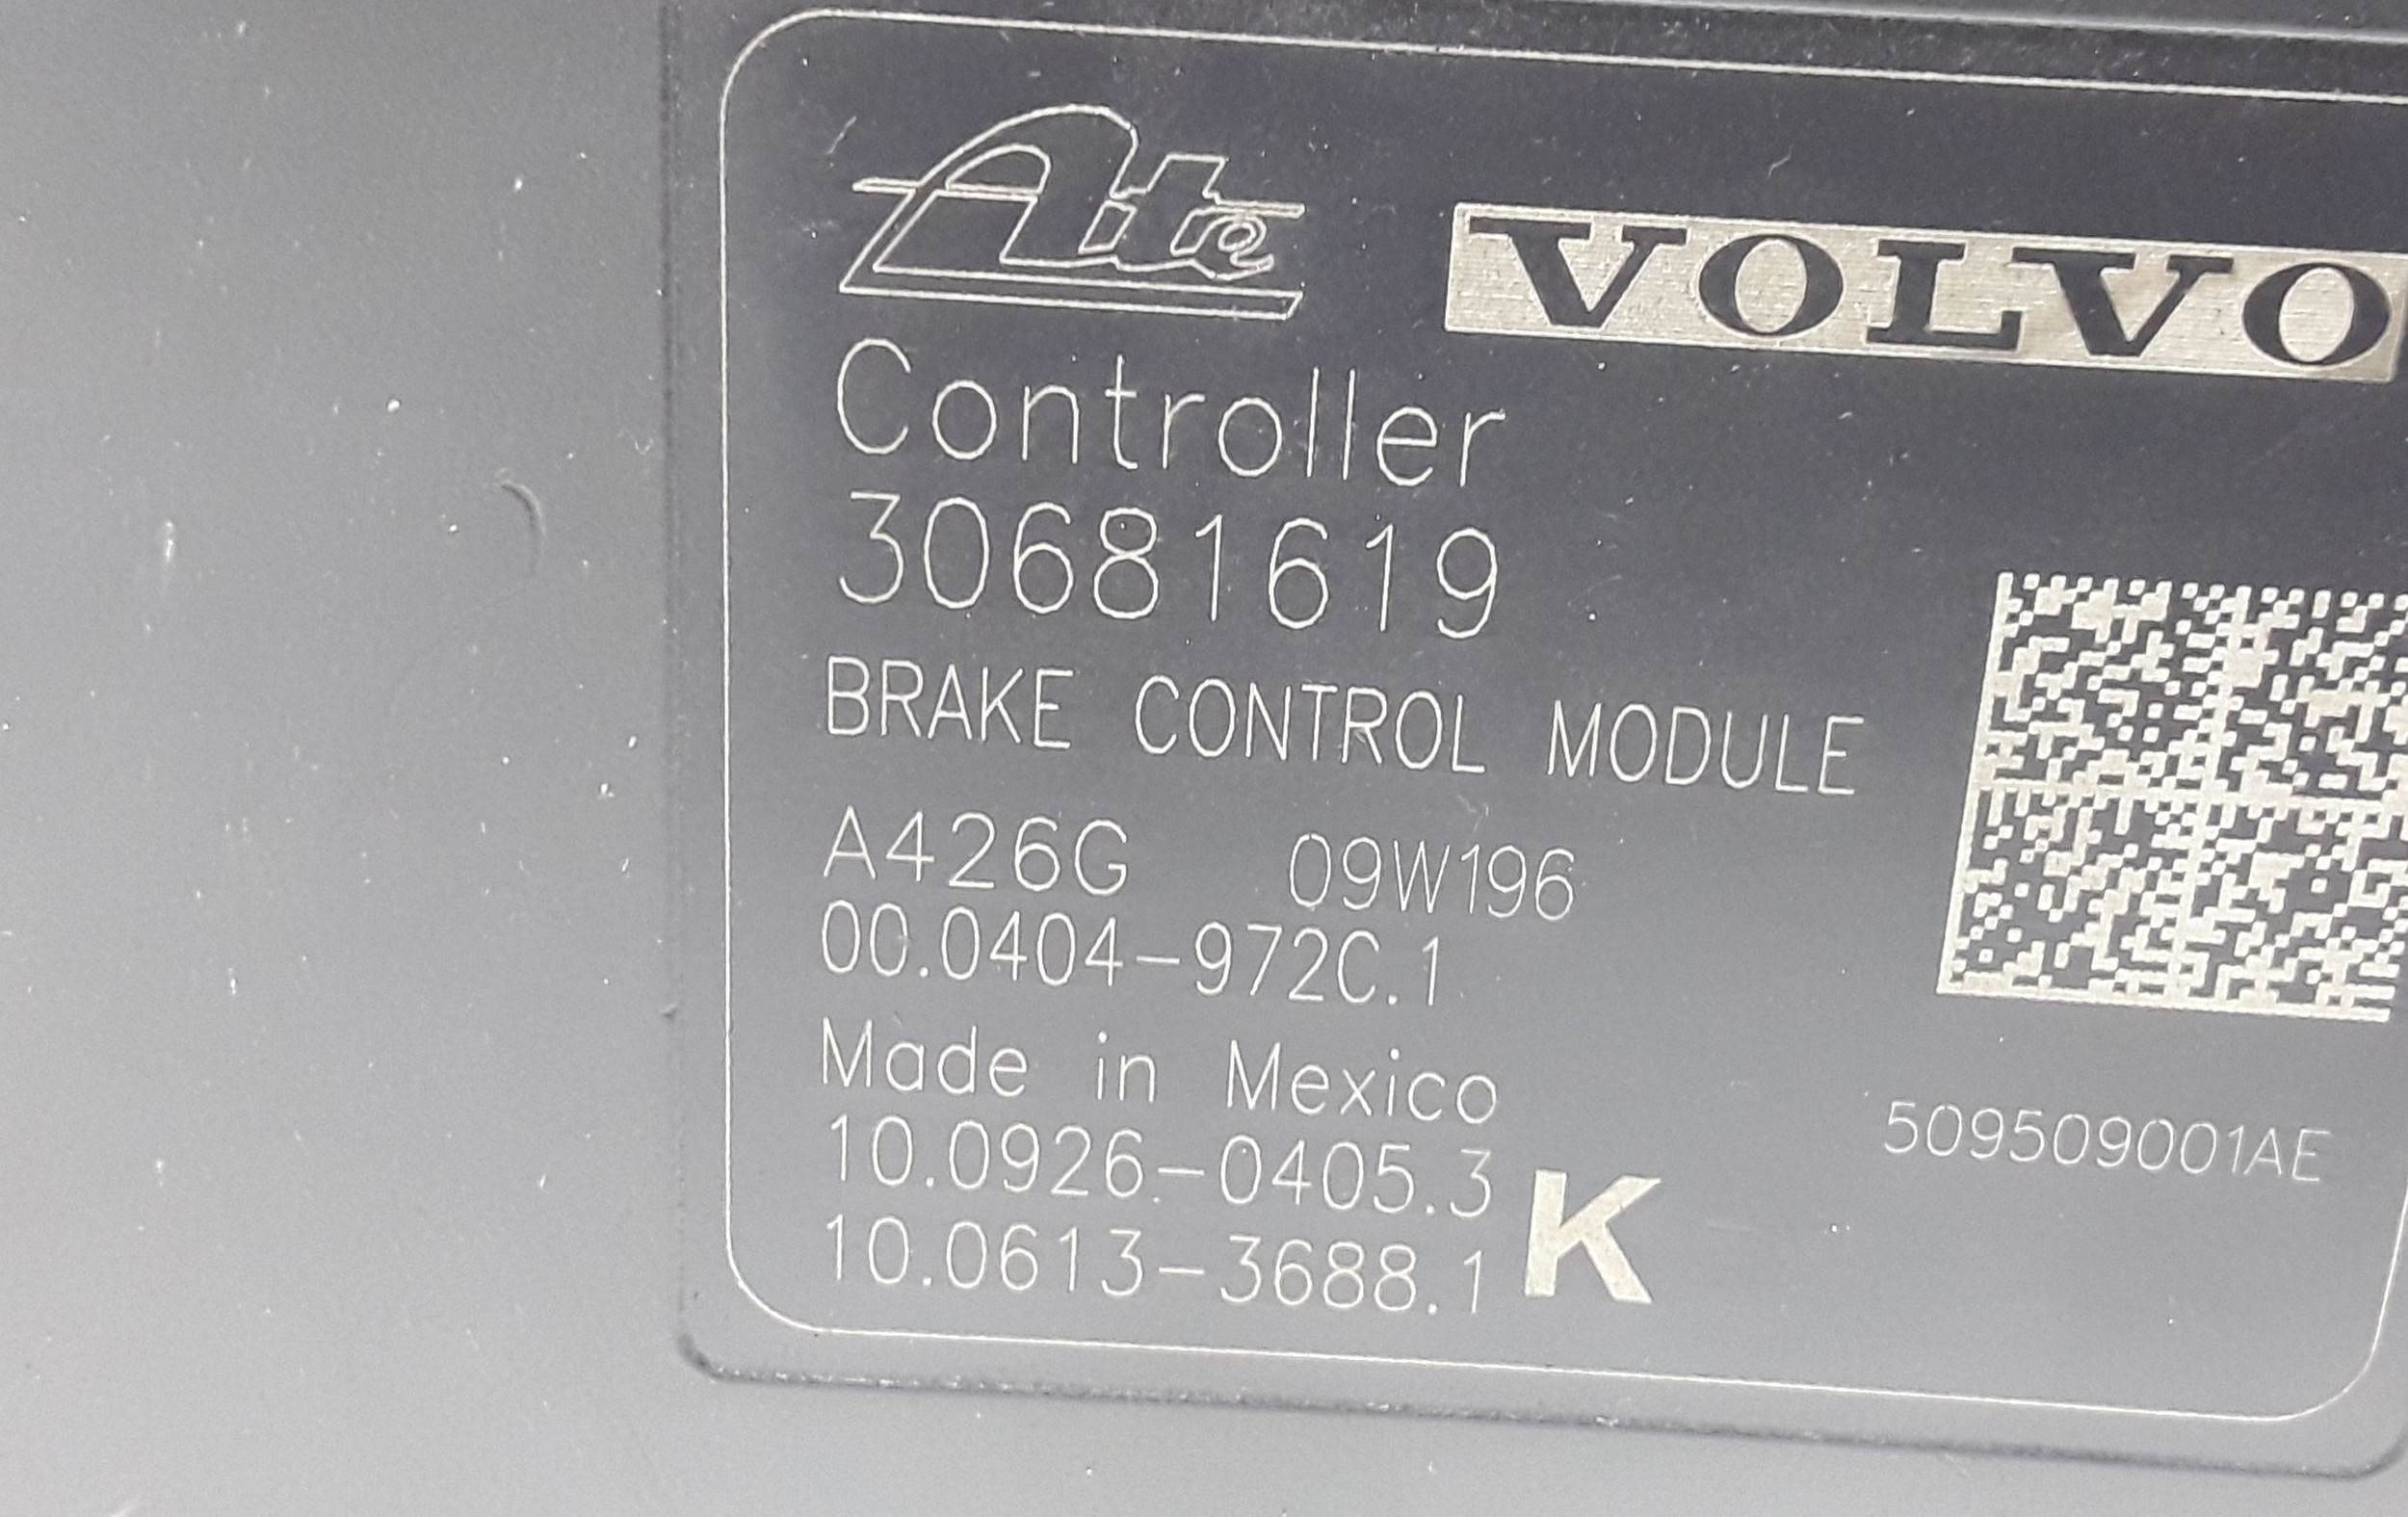 Ate
VOLVO
Controller
30681619
BRAKE CONTROL MODULE
A426G 09W196
00.0404-972C.1
Made in Mexico
10.0926-0405.3
10.0613-3688.1 K
509509001AE